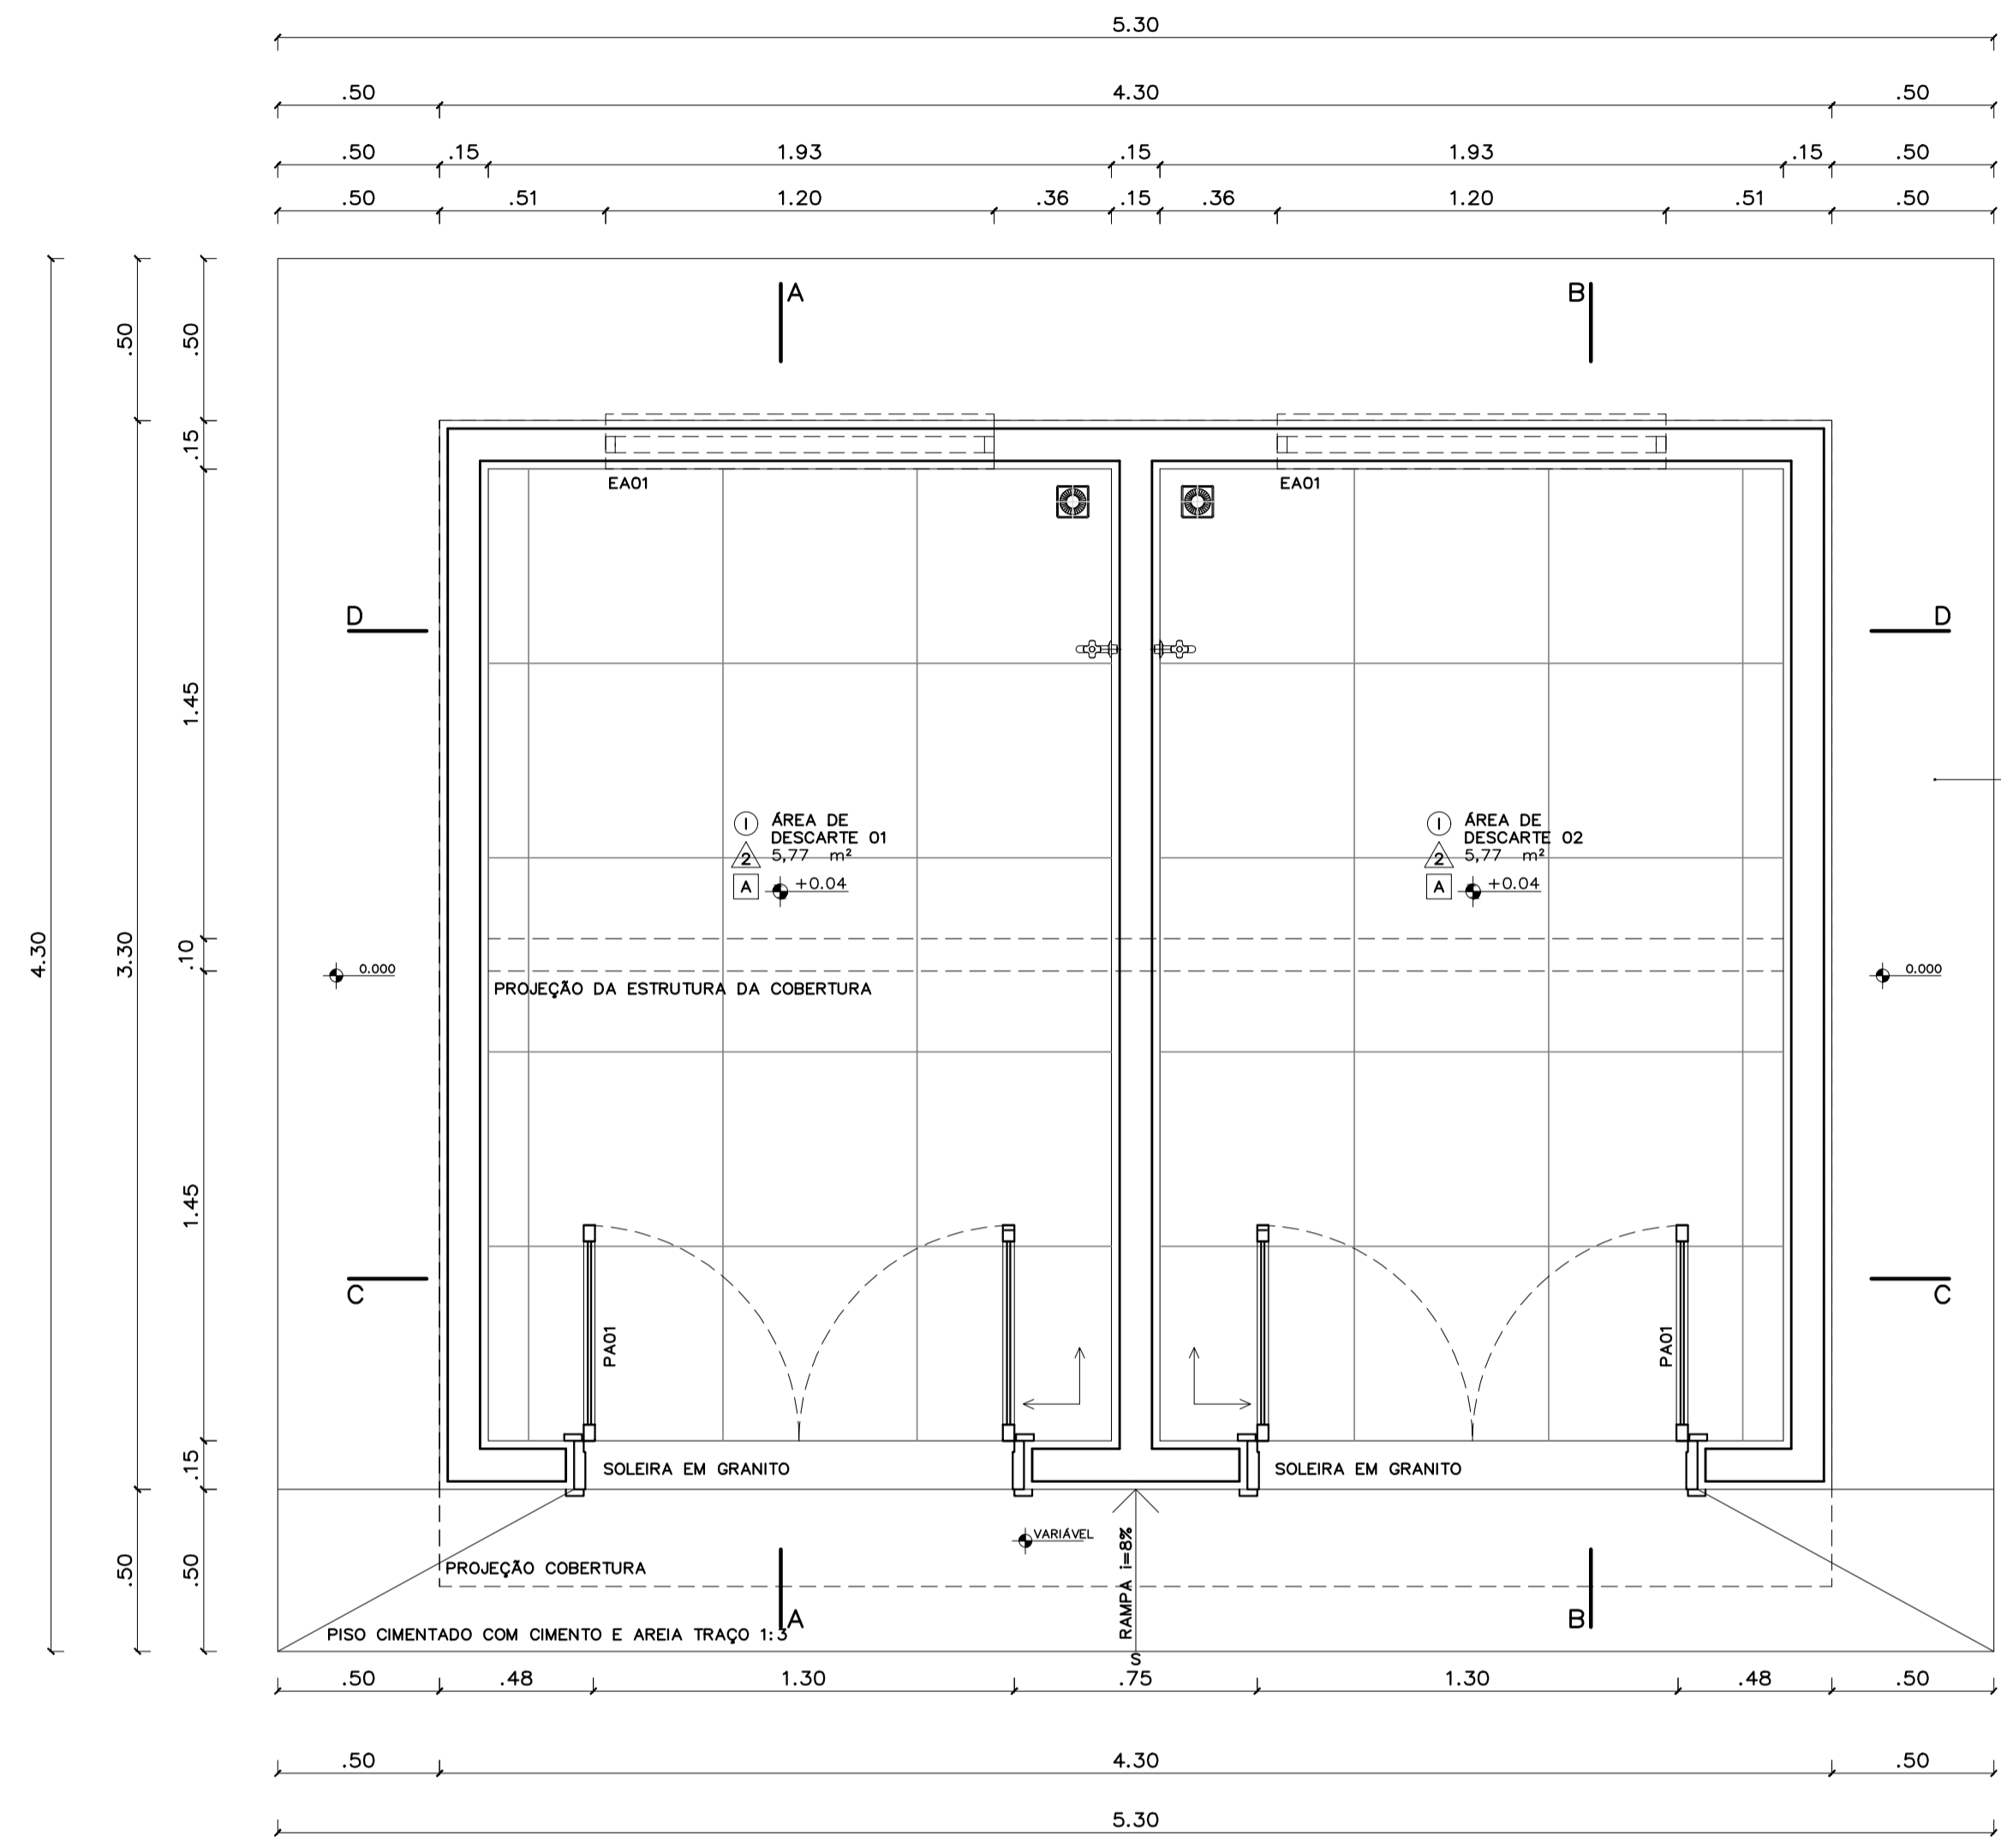 5.30
.50 4.30 .50
.50 .15 1.93 .15 1.93 .15 .50
.50 .51 1.20 .36 .15 .36 1.20 .51 .50
A B
.50 .50
.15
EA01 EA01
D D
1.45
1 ÁREA DE
DESCARTE 01
2 5,77 m²
A +0.04
1 ÁREA DE
DESCARTE 02
2 5,77 m²
A +0.04
4.30 3.30 .10
0.000 0.000
PROJEÇÃO DA ESTRUTURA DA COBERTURA
1.45
C C
PA01 PA01
.15
SOLEIRA EM GRANITO SOLEIRA EM GRANITO
VARIÁVEL
RAMPA i=8%
.50 .50
PROJEÇÃO COBERTURA
A B
PISO CIMENTADO COM CIMENTO E AREIA TRAÇO 1:3
S
.50 .48 1.30 .75 1.30 .48 .50
.50 4.30 .50
5.30